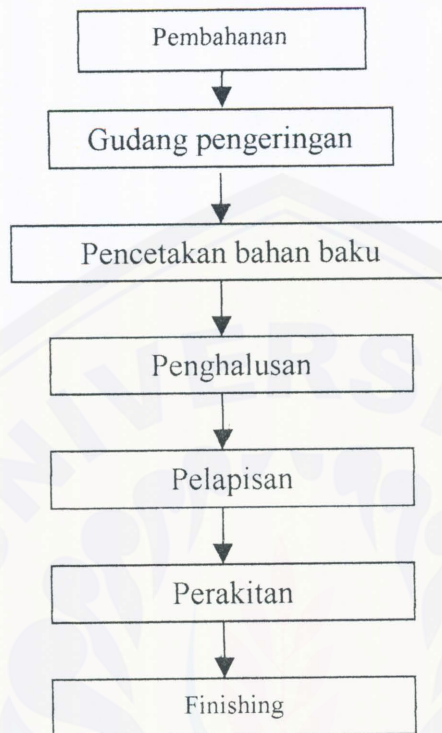 Pembahanan
Gudang pengeringan
Pencetakan bahan baku
Penghalusan
Pelapisan
Perakitan
Finishing